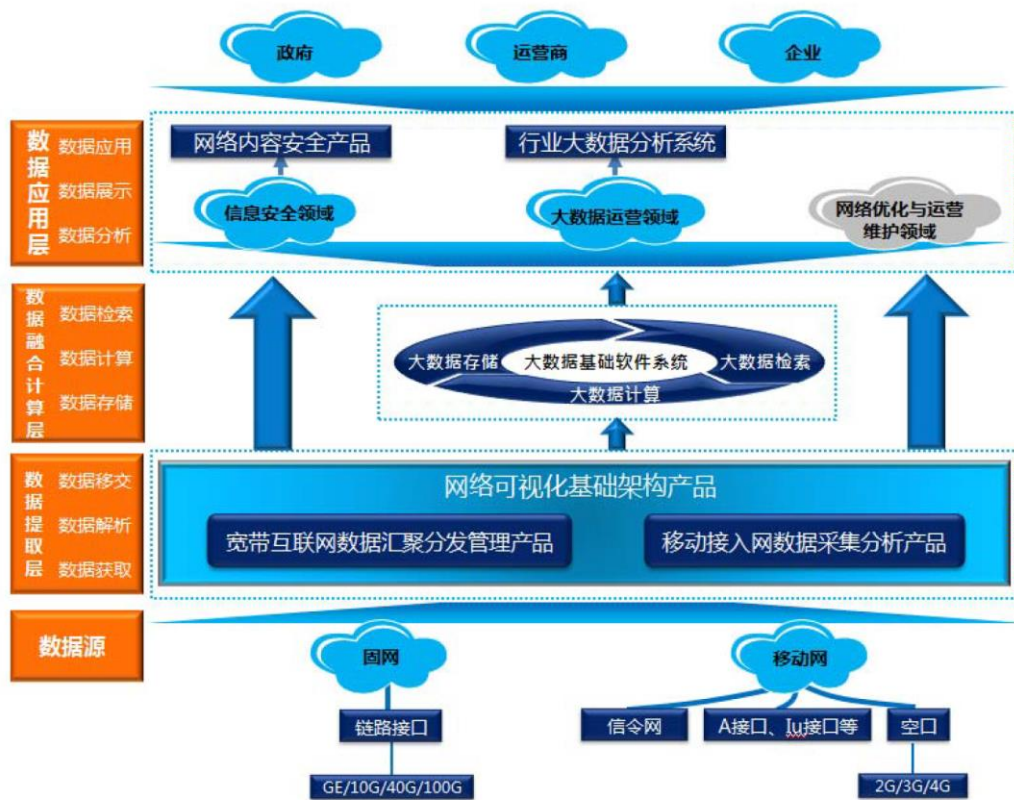 政府
运营商
企业
数据应用层
数据应用
数据展示
数据分析
网络内容安全产品
行业大数据分析系统
信息安全领域
大数据运营领域
网络优化与运营
维护领域
数据融合计算层
数据检索
数据计算
数据存储
大数据存储
大数据基础软件系统
大数据检索
大数据计算
数据提取层
数据移交
数据解析
数据获取
网络可视化基础架构产品
宽带互联网数据汇聚分发管理产品
移动接入网数据采集分析产品
数据源
固网
移动网
链路接口
信令网
A接口、Iu接口等
空口
GE/10G/40G/100G
2G/3G/4G